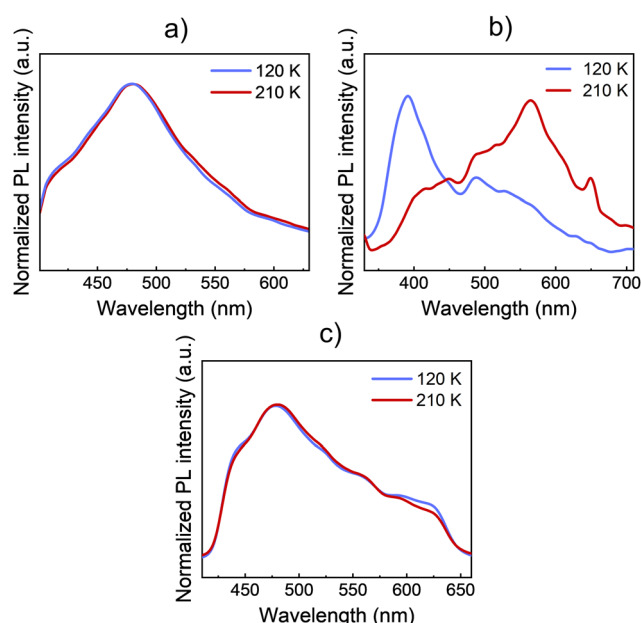 a)
Normalized PL intensity (a.u.)
120 K
210 K
450 500 550 600
Wavelength (nm)
b)
Normalized PL intensity (a.u.)
120 K
210 K
400 500 600 700
Wavelength (nm)
c)
Normalized PL intensity (a.u.)
120 K
210 K
450 500 550 600 650
Wavelength (nm)